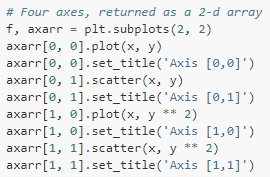 # Four axes, returned as a 2-d array
f, axarr = plt.subplots(2, 2)
axarr[0, 0].plot(x, y)
axarr[0, 0].set_title('Axis [0,0]')
axarr[0, 1].scatter(x, y)
axarr[0, 1].set_title('Axis [0,1]')
axarr[1, 0].plot(x, y ** 2)
axarr[1, 0].set_title('Axis [1,0]')
axarr[1, 1].scatter(x, y ** 2)
axarr[1, 1].set_title('Axis [1,1]')